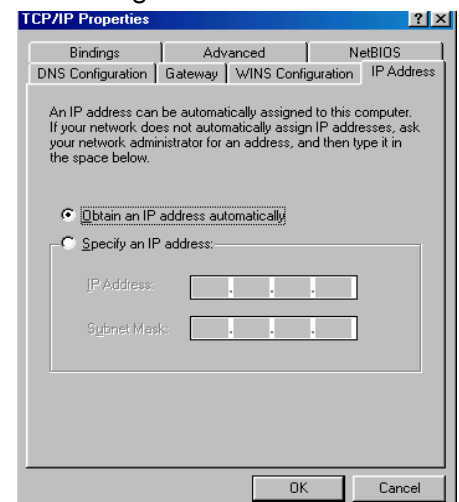 TCP/IP Properties
Bindings Advanced NetBIOS
DNS Configuration Gateway WINS Configuration IP Address
An IP address can be automatically assigned to this computer.
If your network does not automatically assign IP addresses, ask
your network administrator for an address, and then type it in
the space below.
Obtain an IP address automatically
Specify an IP address:
IP Address:
Subnet Mask:
OK Cancel